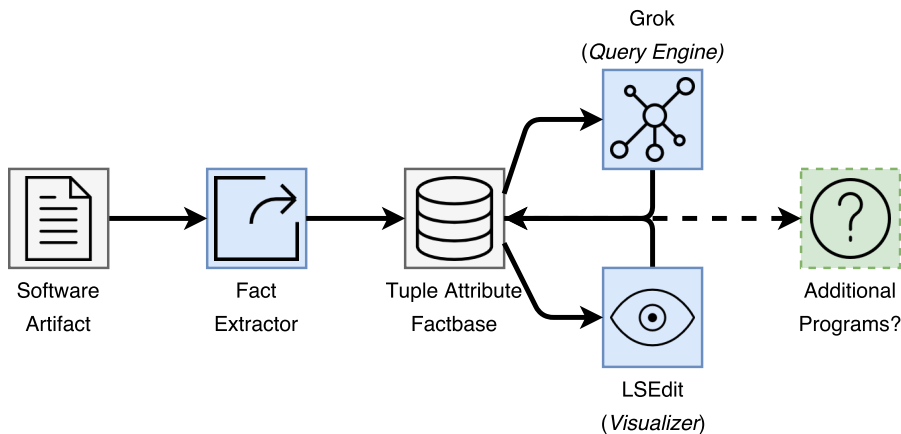 Grok
(Query Engine)
Software
Artifact
Fact
Extractor
Tuple Attribute
Factbase
Additional
Programs?
LSEdit
(Visualizer)